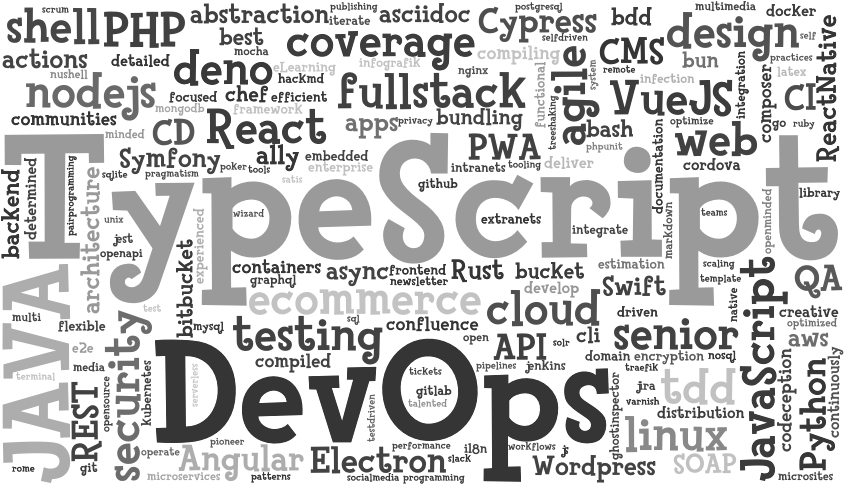 scrum
shell
PHP
abstraction
publishing
iterate
asciidoc
postgresql
Cypress
selfdriven
bdd
multimedia
docker
design
self
actions
detailed
best
mocha
coverage
compiling
CMS
remote
practices
nushell
deno
eLearning
infografik
nginx
functional
agile
system
infection
bun
latex
integration
composer
CI
ReactNative
nodejs
focused
chef
efficient
hackmd
fullstack
treeshaking
VueJS
mongodb
framework
communities
minded
CD
React
apps
privacy
bundling
bash
optimize
phpunit
web
go
ruby
Symfony
ally
embedded
enterprise
PWA
intranets
tooling
deliver
cordova
documentation
backend
determined
pairprogramming
sqlite
pragmatism
poker
tools
satis
github
TypeScript
library
architecture
unix
jest
openapi
experienced
wizard
extranets
integrate
markdown
teams
openminded
bitbucket
containers
graphql
async
frontend
newsletter
Rust
bucket
develop
estimation
Swift
scaling
template
native
JavaScript
QA
JAVA
multi
flexible
test
security
ecommerce
mysql
sql
cloud
driven
creative
optimized
testing
confluence
open
API
solr
cli
senior
aws
e2e
media
terminal
compiled
pipelines
jenkins
domain
encryption
nosql
traefik
REST
opensource
kubernetes
serverless
DevOps
tickets
gitlab
talented
testdriven
jira
varnish
tdd
codeception
Python
continuously
ghostinspector
distribution
linux
rome
git
operate
pioneer
Angular
microservices
patterns
Electron
performance
slack
i18n
workflows
js
socialmedia
programming
Wordpress
SOAP
microsites